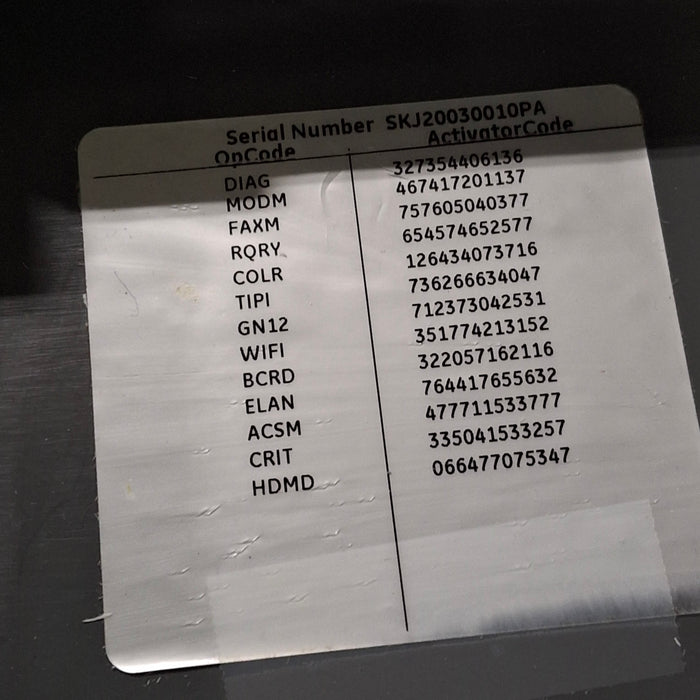 Serial Number SKJ20030010PA
OpCode ActivatorCode
DIAG 327354406136
MODM 467417201137
FAXM 757605040377
RQRY 654574652577
COLR 126434073716
TIPI 736266634047
GN12 712373042531
WIFI 351774213152
BCRD 322057162116
ELAN 764417655632
ACSM 477711533777
CRIT 335041533257
HDMD 066477075347